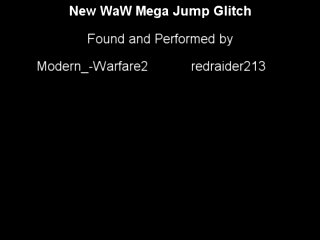 New WaW Mega Jump Glitch
Found and Performed by
Modern_-Warfare2 redraider213